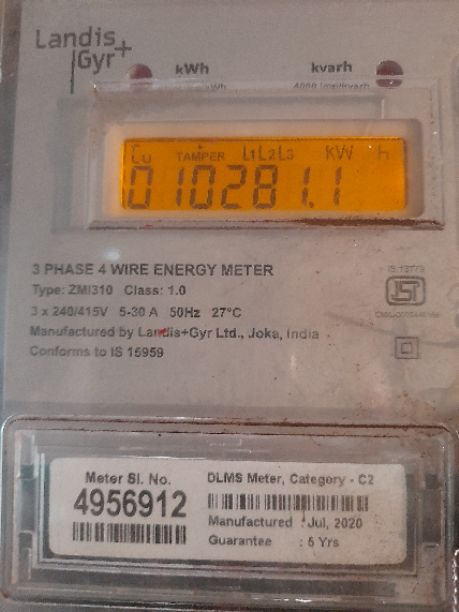 Landis
Gyr+
kWh
kvarh
Cu TAMPER L1L2L3 KW h
010281.1
3 PHASE 4 WIRE ENERGY METER
Type: ZMI310 Class: 1.0
3 x 240/415V 5-30 A 50Hz 27°C
Manufactured by Landis+Gyr Ltd., Joka, India
Conforms to IS 15959
Meter Sl. No.
4956912
DLMS Meter, Category - C2
Manufactured : Jul, 2020
Guarantee : 5 Yrs